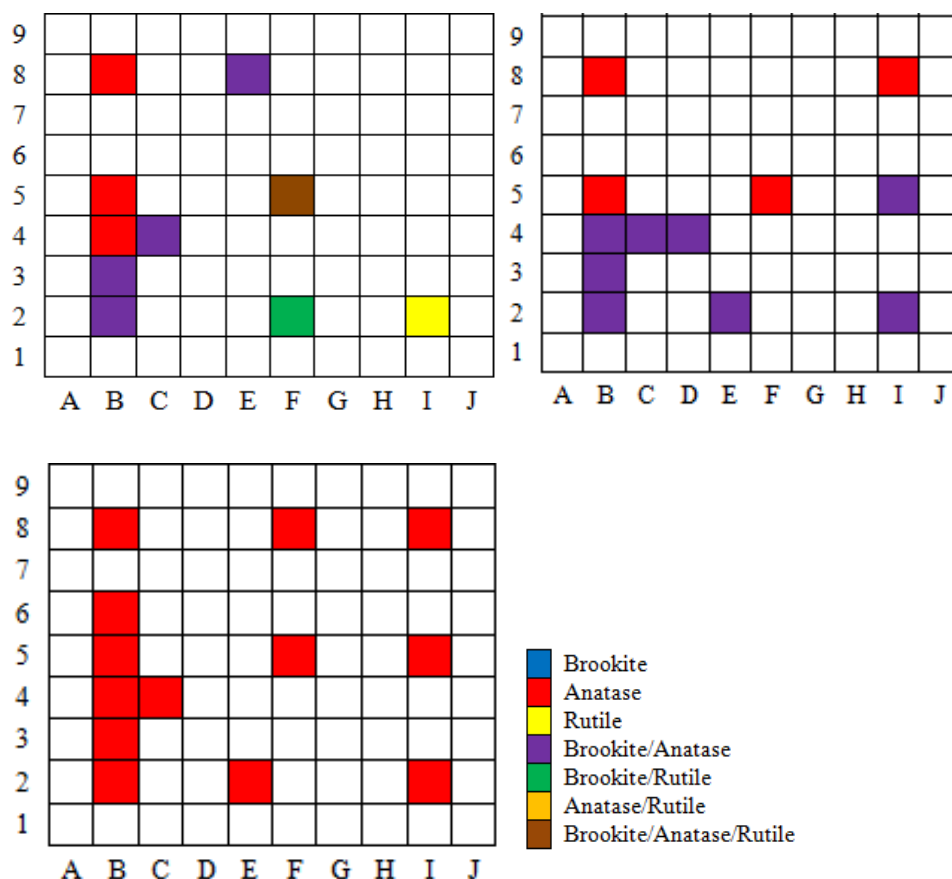 9
8
7
6
5
4
3
2
1
A B C D E F G H I J
9
8
7
6
5
4
3
2
1
A B C D E F G H I J
9
8
7
6
5
4
3
2
1
A B C D E F G H I J
Brookite
Anatase
Rutile
Brookite/Anatase
Brookite/Rutile
Anatase/Rutile
Brookite/Anatase/Rutile